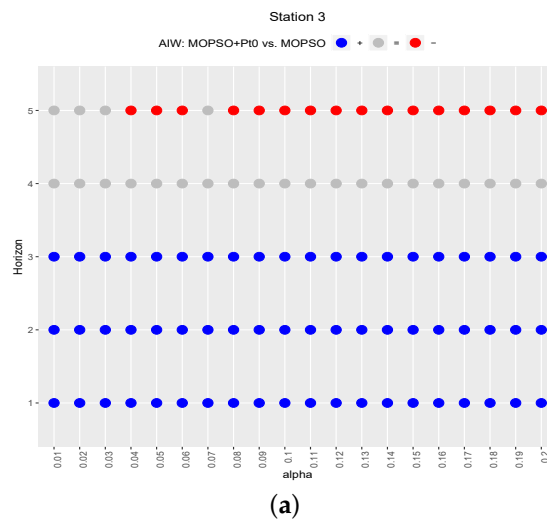 Station 3
AIW: MOPSO+Pt0 vs. MOPSO + = −
Horizon
5
4
3
2
1
0.01 0.02 0.03 0.04 0.05 0.06 0.07 0.08 0.09 0.1 0.11 0.12 0.13 0.14 0.15 0.16 0.17 0.18 0.19 0.2
alpha
(a)